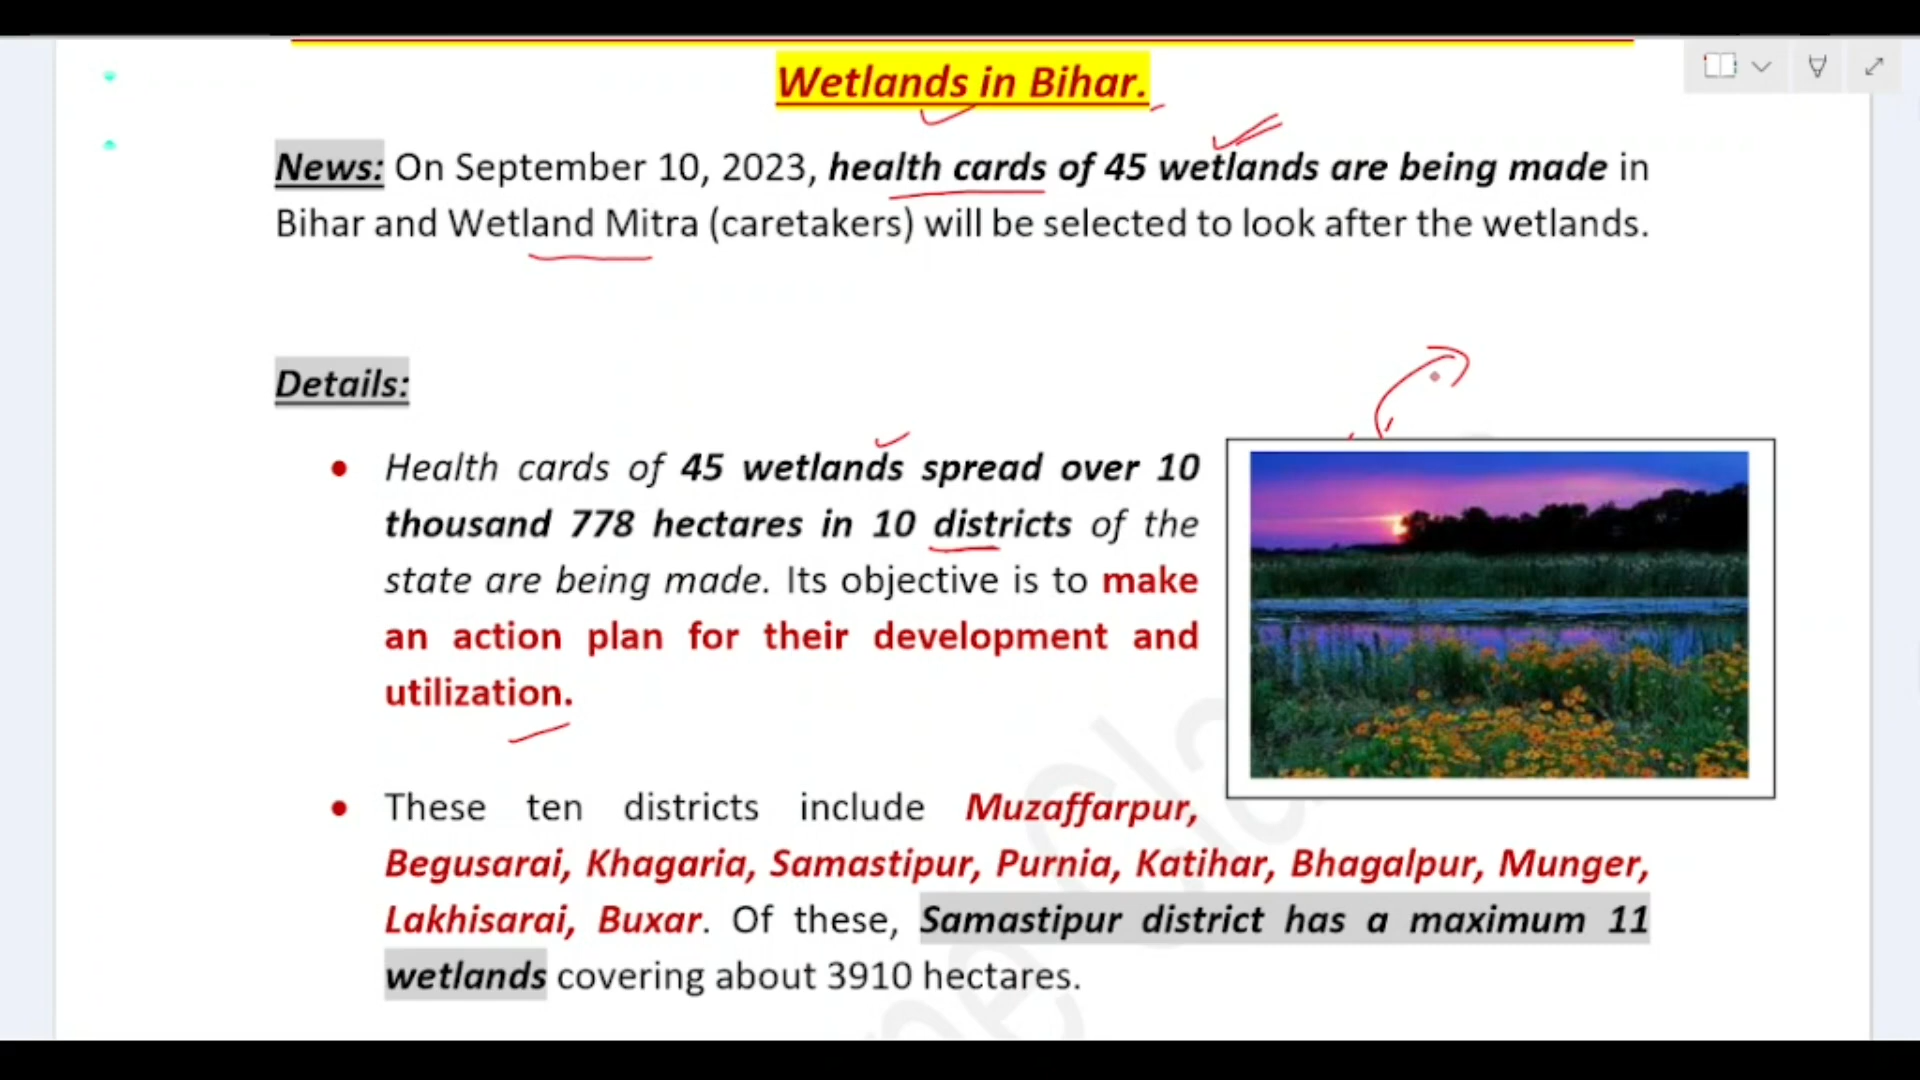 Wetlands in Bihar.
News: On September 10, 2023, health cards of 45 wetlands are being made in
Bihar and Wetland Mitra (caretakers) will be selected to look after the wetlands.
Details:
• Health cards of 45 wetlands spread over 10
thousand 778 hectares in 10 districts of the
state are being made. Its objective is to make
an action plan for their development and
utilization.
• These ten districts include Muzaffarpur,
Begusarai, Khagaria, Samastipur, Purnia, Katihar, Bhagalpur, Munger,
Lakhisarai, Buxar. Of these, Samastipur district has a maximum 11
wetlands covering about 3910 hectares.